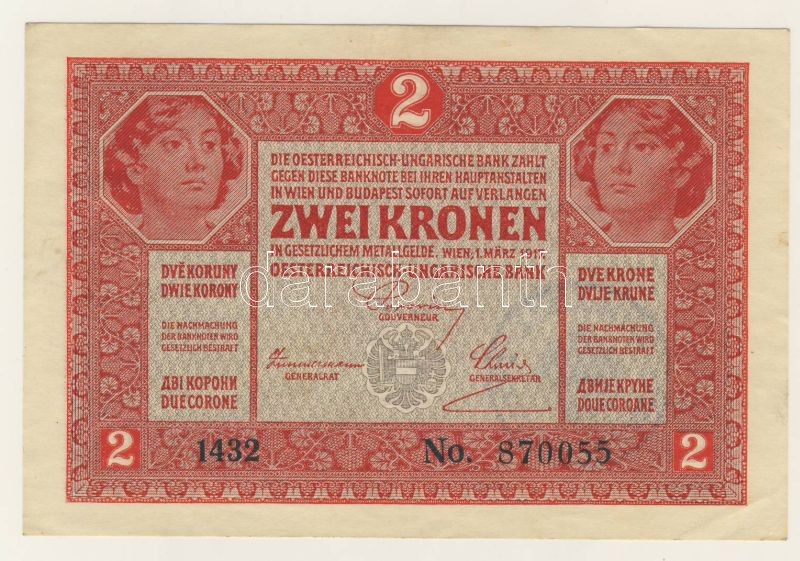 2
DIE OESTERREICHISCH-UNGARISCHE BANK ZAHLT
GEGEN DIESE BANKNOTE BEI IHREN HAUPTANSTALTEN
IN WIEN UND BUDAPEST SOFORT AUF VERLANGEN
ZWEI KRONEN
IN GESETZLICHEM METALLGELDE. WIEN, 1. MÄRZ 1917
OESTERREICHISCH-UNGARISCHE BANK
darabanth
GOUVERNEUR
Zimmermann
GENERALRAT
GENERALSEKRETÄR
DVĚ KORUNY
DWIE KORONY
DIE NACHMACHUNG
DER BANKNOTEN WIRD
GESETZLICH BESTRAFT
ДВІ КОРОНИ
DUE CORONE
DVE KRONE
DVIJE KRUNE
DIE NACHMACHUNG
DER BANKNOTEN WIRD
GESETZLICH BESTRAFT
ДВИЈЕ КРУНЕ
DOUE COROANE
2
1432
No. 870055
2